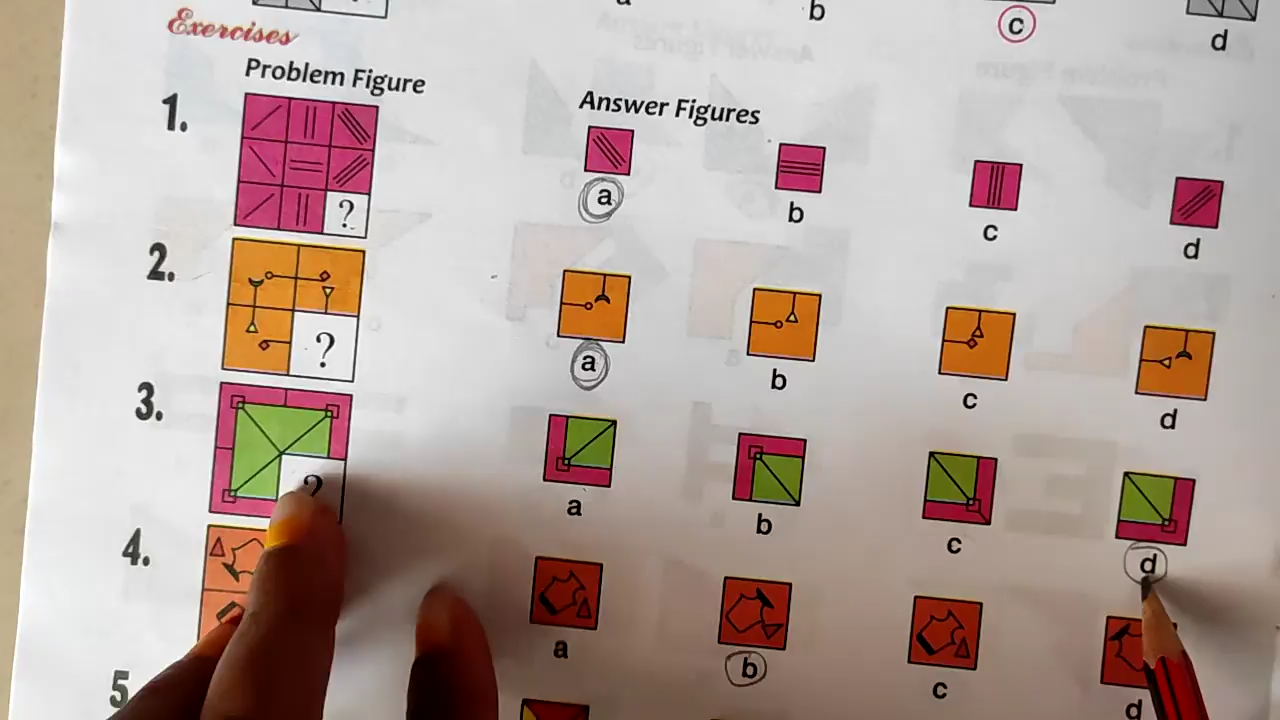 a b c d
Exercises
Problem Figure
Answer Figures
1.
?
a b c d
2.
?
a b c d
3.
?
a b c d
4.
a b c d
5